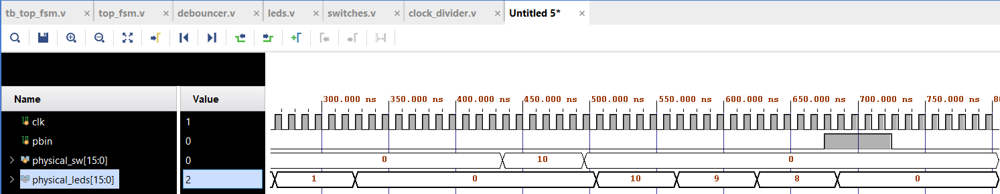 tb_top_fsm.v × top_fsm.v × debouncer.v × leds.v × switches.v × clock_divider.v × Untitled 5* ×
Name Value
300.000 ns 350.000 ns 400.000 ns 450.000 ns 500.000 ns 550.000 ns 600.000 ns 650.000 ns 700.000 ns 750.000 ns
clk 1
pbin 0
physical_sw[15:0] 0 0 10 0
physical_leds[15:0] 2 1 0 10 9 8 0